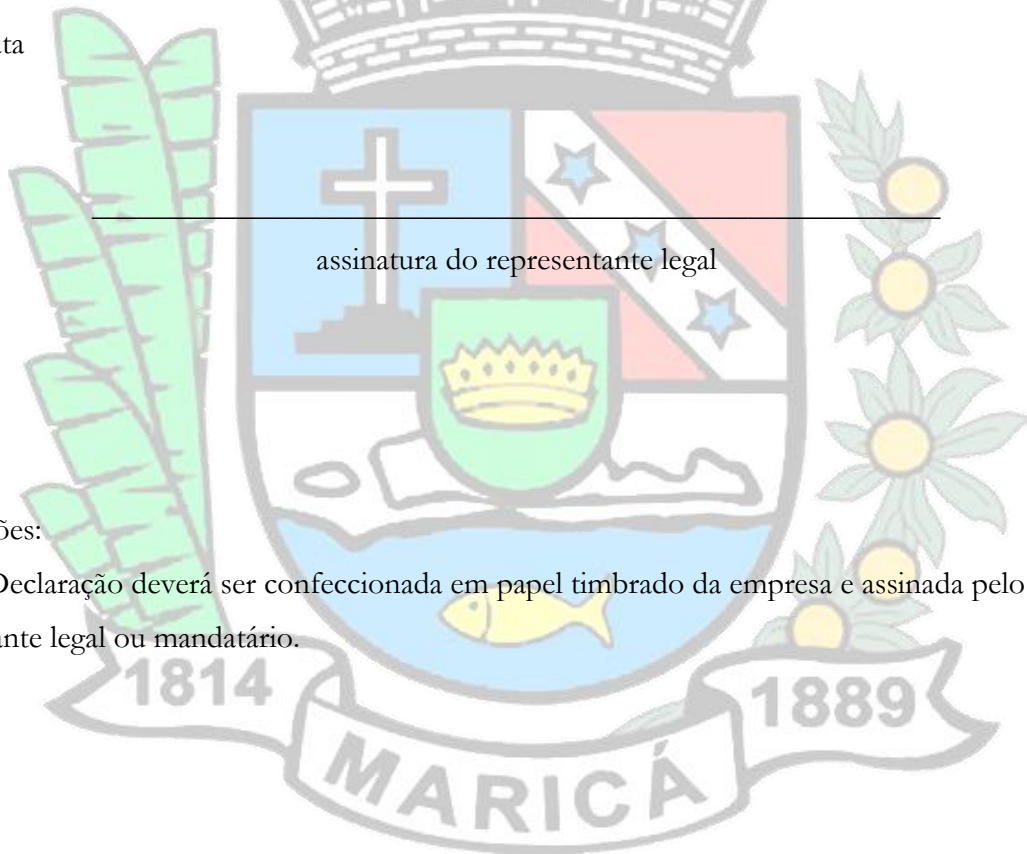 ta
assinatura do representante legal
ões:
Declaração deverá ser confeccionada em papel timbrado da empresa e assinada pelo
ante legal ou mandatário.
1814
1889
MARICÁ